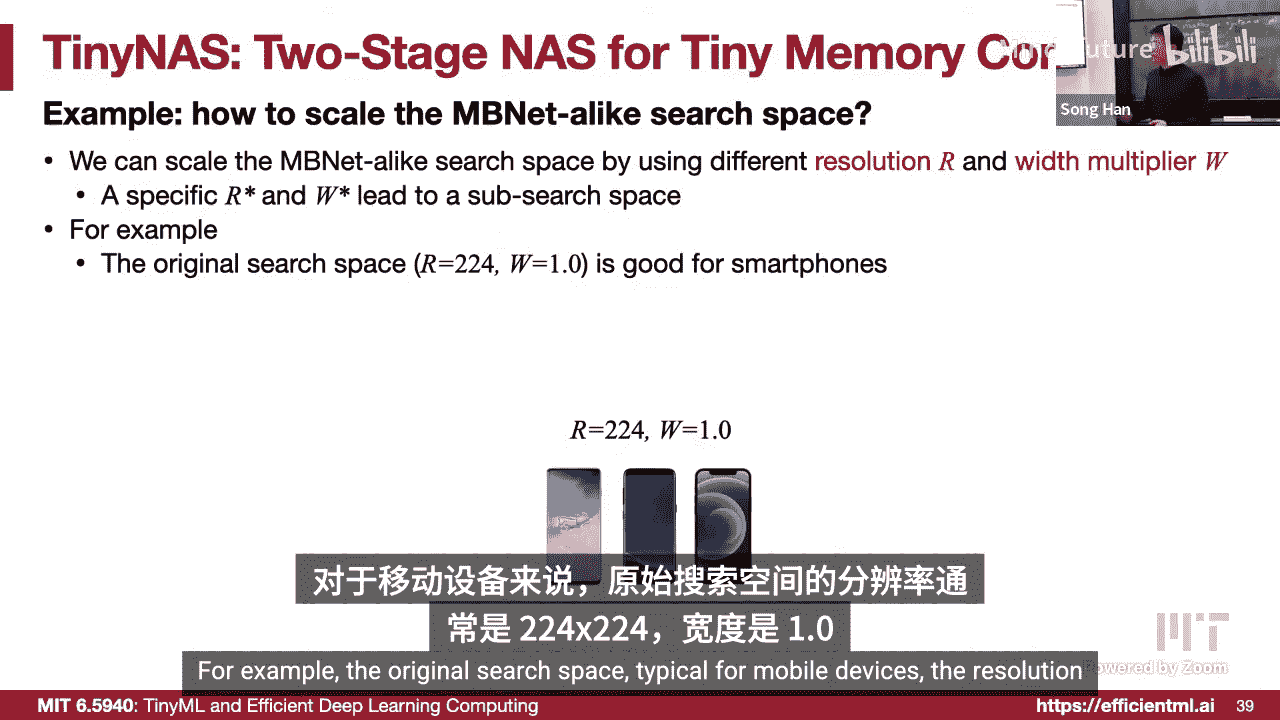 TinyNAS: Two-Stage NAS for Tiny Memory
bilibili
Song Han
Example: how to scale the MBNet-alike search space?
• We can scale the MBNet-alike search space by using different resolution R and width multiplier W
• A specific R* and W* lead to a sub-search space
• For example
• The original search space (R=224, W=1.0) is good for smartphones
R=224, W=1.0
对于移动设备来说，原始搜索空间的分辨率通
常是 224x224，宽度是 1.0
For example, the original search space, typical for mobile devices, the resolution
MIT
Powered by Zoom
MIT 6.5940: TinyML and Efficient Deep Learning Computing
https://efficientml.ai
39